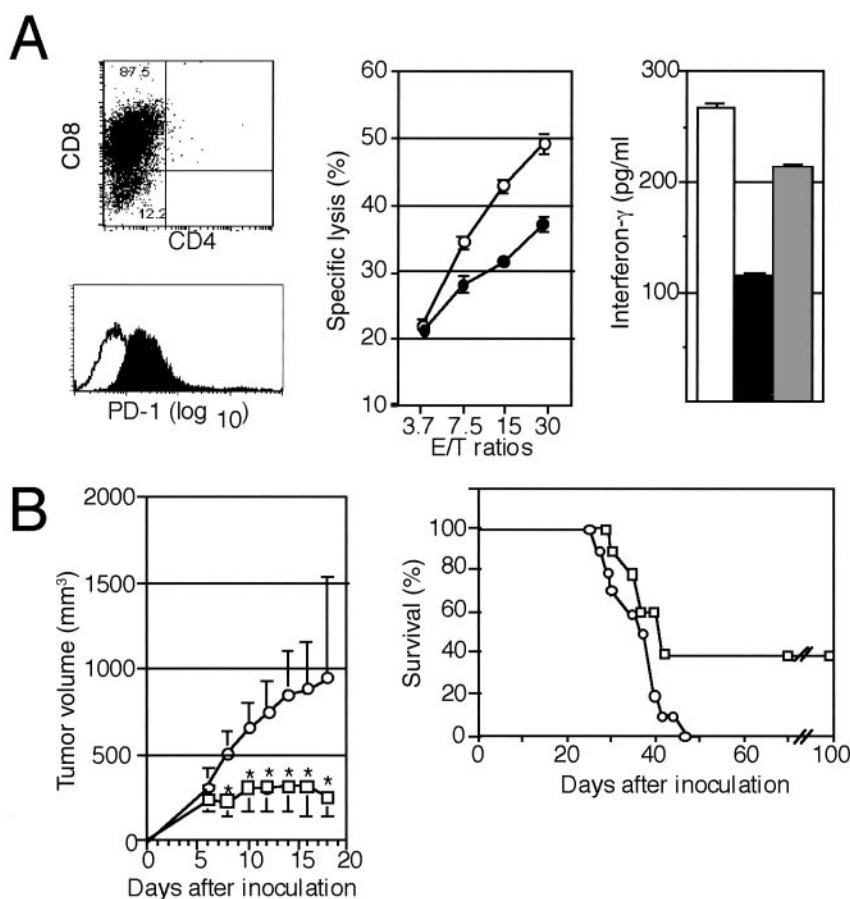 A
87.5
12.2
CD8
CD4
PD-1 (log 10)
60
50
40
30
20
10
Specific lysis (%)
3.7 7.5 15 30
E/T ratios
300
200
100
Interferon-γ (pg/ml)
B
2000
1500
1000
500
0
Tumor volume (mm³)
* * * * * *
0 5 10 15 20
Days after inoculation
100
80
60
40
20
0
Survival (%)
0 20 40 60 100
Days after inoculation